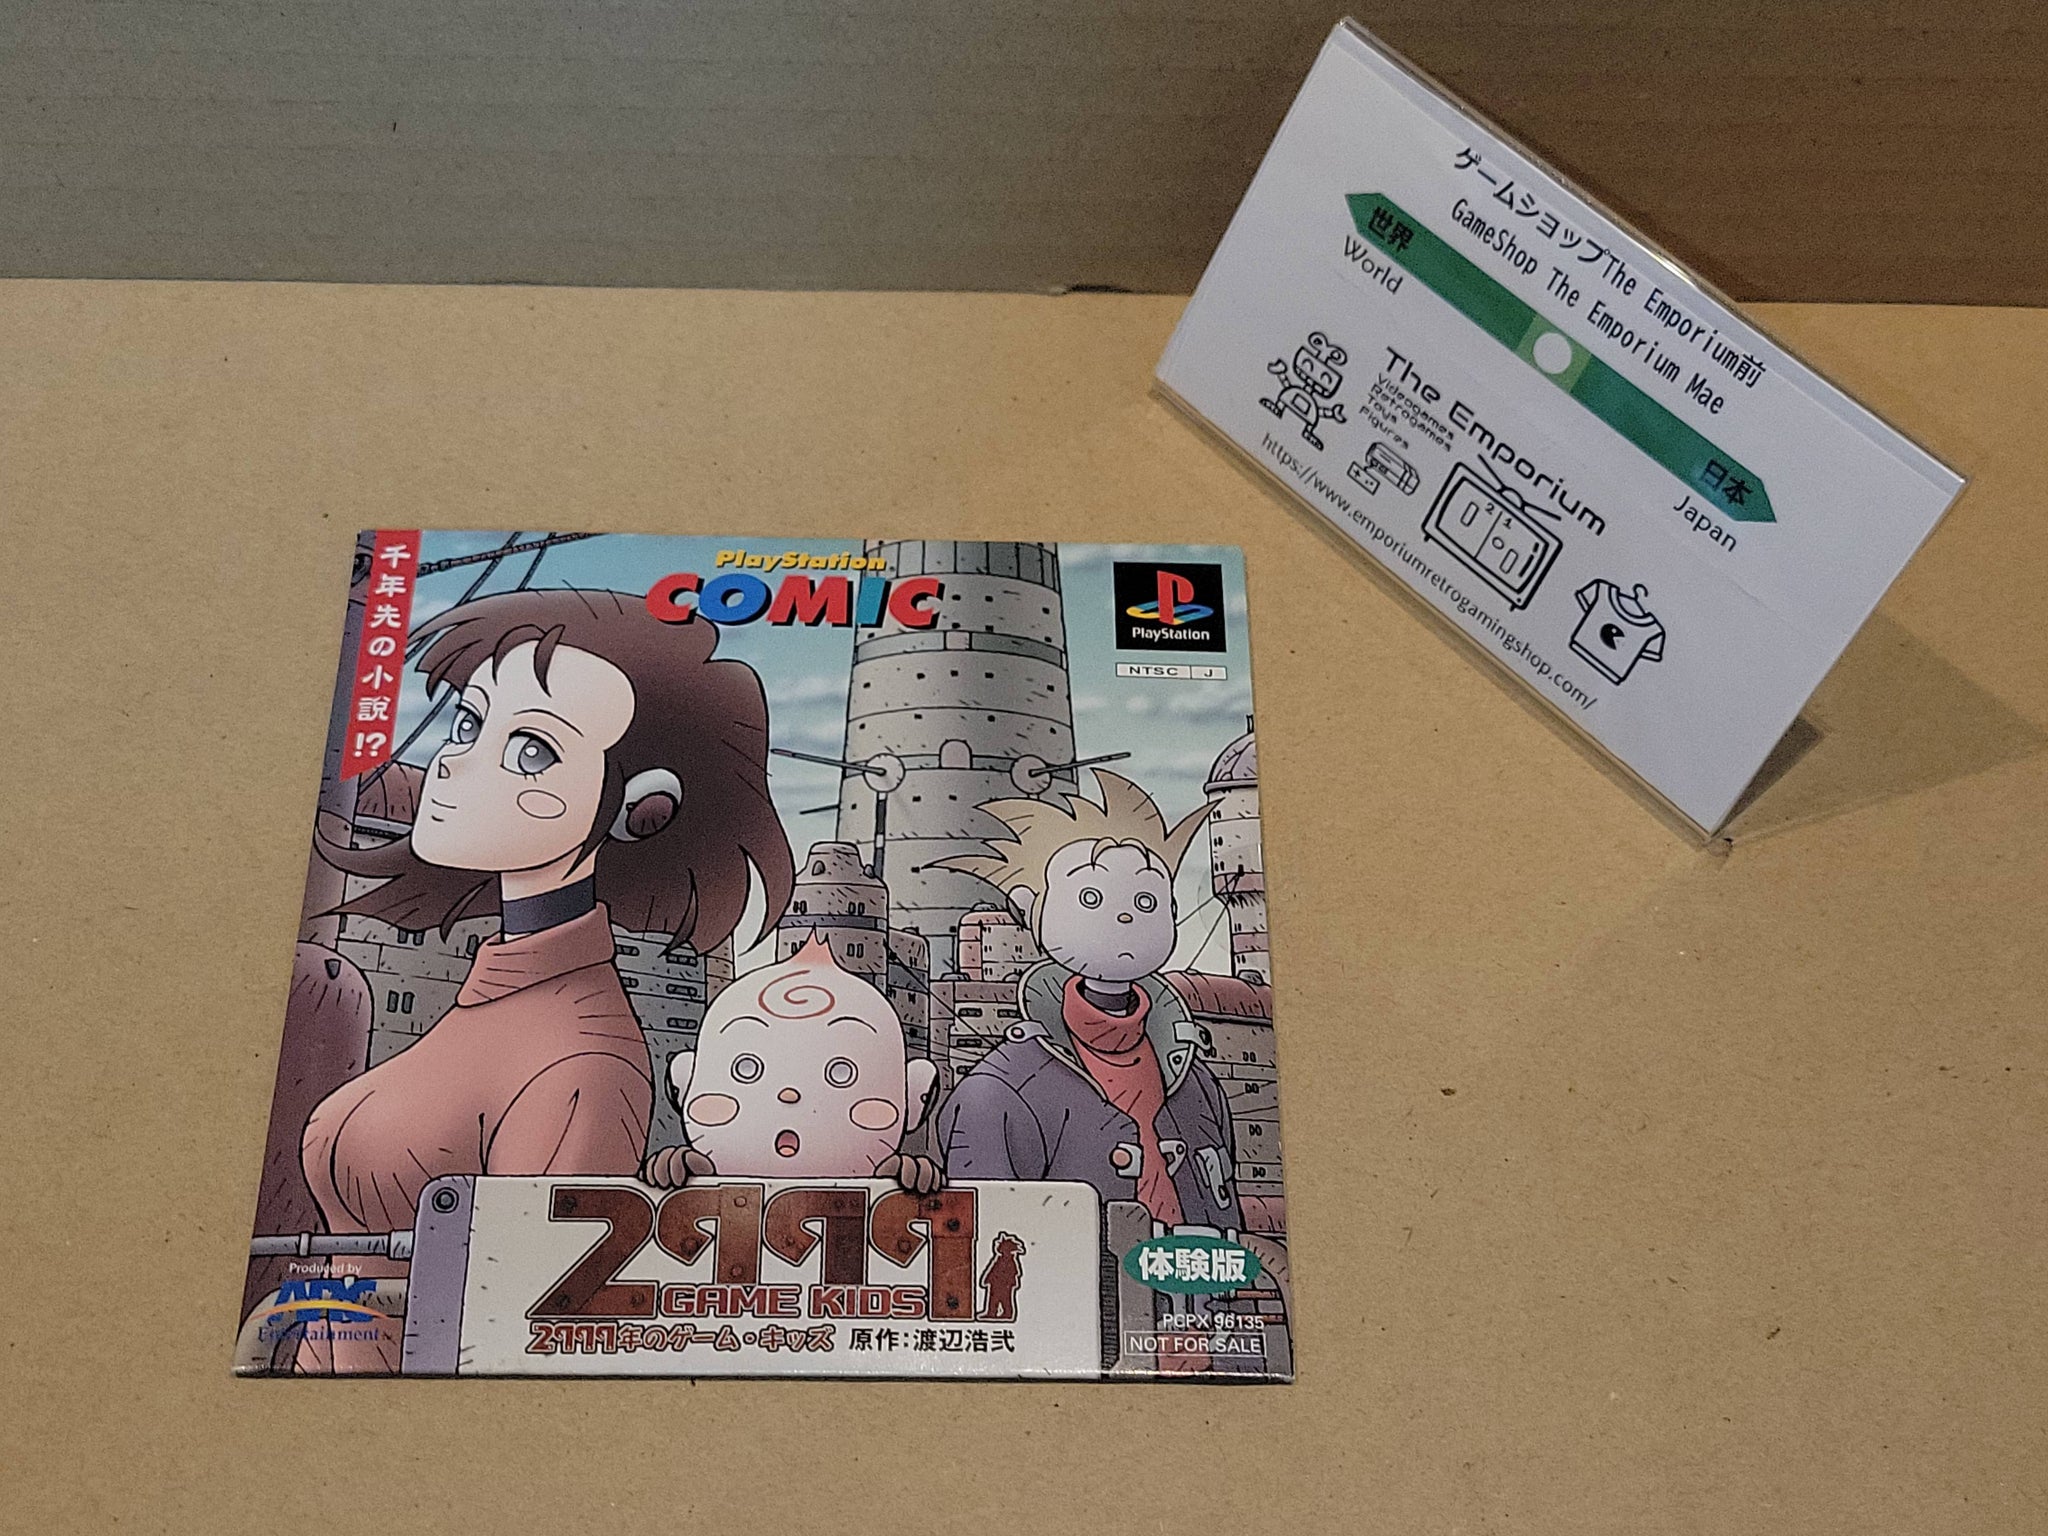 ゲームショップThe Emporium前
GameShop The Emporium Mae
世界
World
日本
Japan
The Emporium
Videogames
Retrogames
Toys
Figures
2 1
https://www.emporiumretrogamingshop.com/
千年先の小説!?
PlayStation
COMIC
PlayStation
NTSC J
2999
GAME KIDS
2999年のゲーム・キッズ 原作:渡辺浩弐
Produced by
ARC
Entertainment
体験版
PCPX 96135
NOT FOR SALE